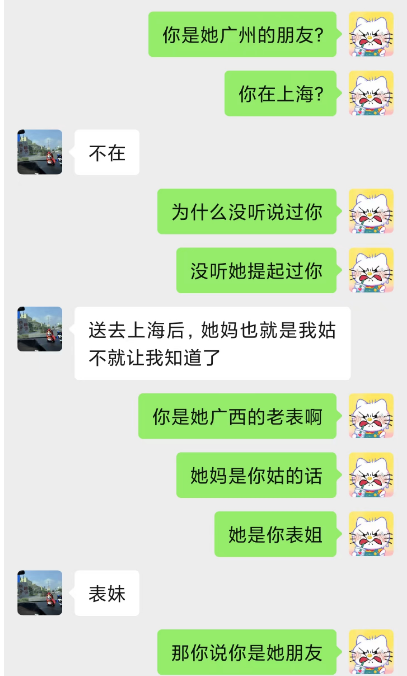 你是她广州的朋友?
你在上海?
不在
为什么没听说过你
没听她提起过你
送去上海后，她妈也就是我姑
不就让我知道了
你是她广西的老表啊
她妈是你姑的话
她是你表姐
表妹
那你说你是她朋友